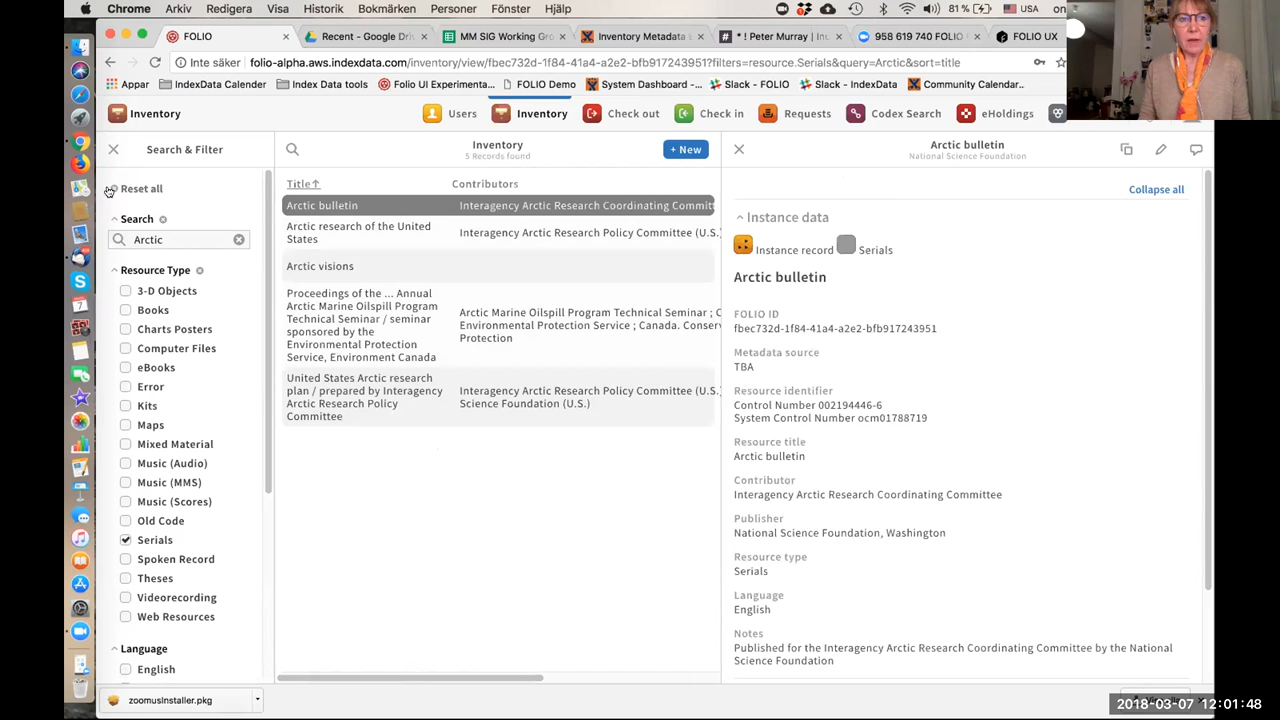 Chrome Arkiv Redigera Visa Historik Bokmärken Personer Fönster Hjälp 81 % USA on
FOLIO Recent - Google Dri MM SIG Working Gro Inventory Metadata E * ! Peter Murray | In 958 619 740 FOLIO FOLIO UX
Inte säker folio-alpha.aws.indexdata.com/inventory/view/fbec732d-1f84-41a4-a2e2-bfb917243951?filters=resource.Serials&query=Arctic&sort=title
Appar IndexData Calender Index Data tools Folio UI Experimenta... FOLIO Demo System Dashboard -... Slack - FOLIO Slack - IndexData Community Calendar...
Inventory Users Inventory Check out Check in Requests Codex Search eHoldings
Search & Filter
Reset all
Search
Arctic
Resource Type
3-D Objects
Books
Charts Posters
Computer Files
eBooks
Error
Kits
Maps
Mixed Material
Music (Audio)
Music (MMS)
Music (Scores)
Old Code
Serials
Spoken Record
Theses
Videorecording
Web Resources
Language
English
Inventory
5 Records found
+ New
Title↑ Contributors
Arctic bulletin Interagency Arctic Research Coordinating Committ
Arctic research of the United
States
Interagency Arctic Research Policy Committee (U.S.)
Arctic visions
Proceedings of the ... Annual
Arctic Marine Oilspill Program
Technical Seminar / seminar
sponsored by the
Environmental Protection
Service, Environment Canada
Arctic Marine Oilspill Program Technical Seminar ; C
Environmental Protection Service ; Canada. Conser
Protection
United States Arctic research
plan / prepared by Interagency
Arctic Research Policy
Committee
Interagency Arctic Research Policy Committee (U.S.)
Science Foundation (U.S.)
Arctic bulletin
National Science Foundation
Collapse all
Instance data
Instance record Serials
Arctic bulletin
FOLIO ID
fbec732d-1f84-41a4-a2e2-bfb917243951
Metadata source
TBA
Resource identifier
Control Number 002194446-6
System Control Number ocm01788719
Resource title
Arctic bulletin
Contributor
Interagency Arctic Research Coordinating Committee
Publisher
National Science Foundation, Washington
Resource type
Serials
Language
English
Notes
Published for the Interagency Arctic Research Coordinating Committee by the National
Science Foundation
zoomusInstaller.pkg
2018-03-07 12:01:48